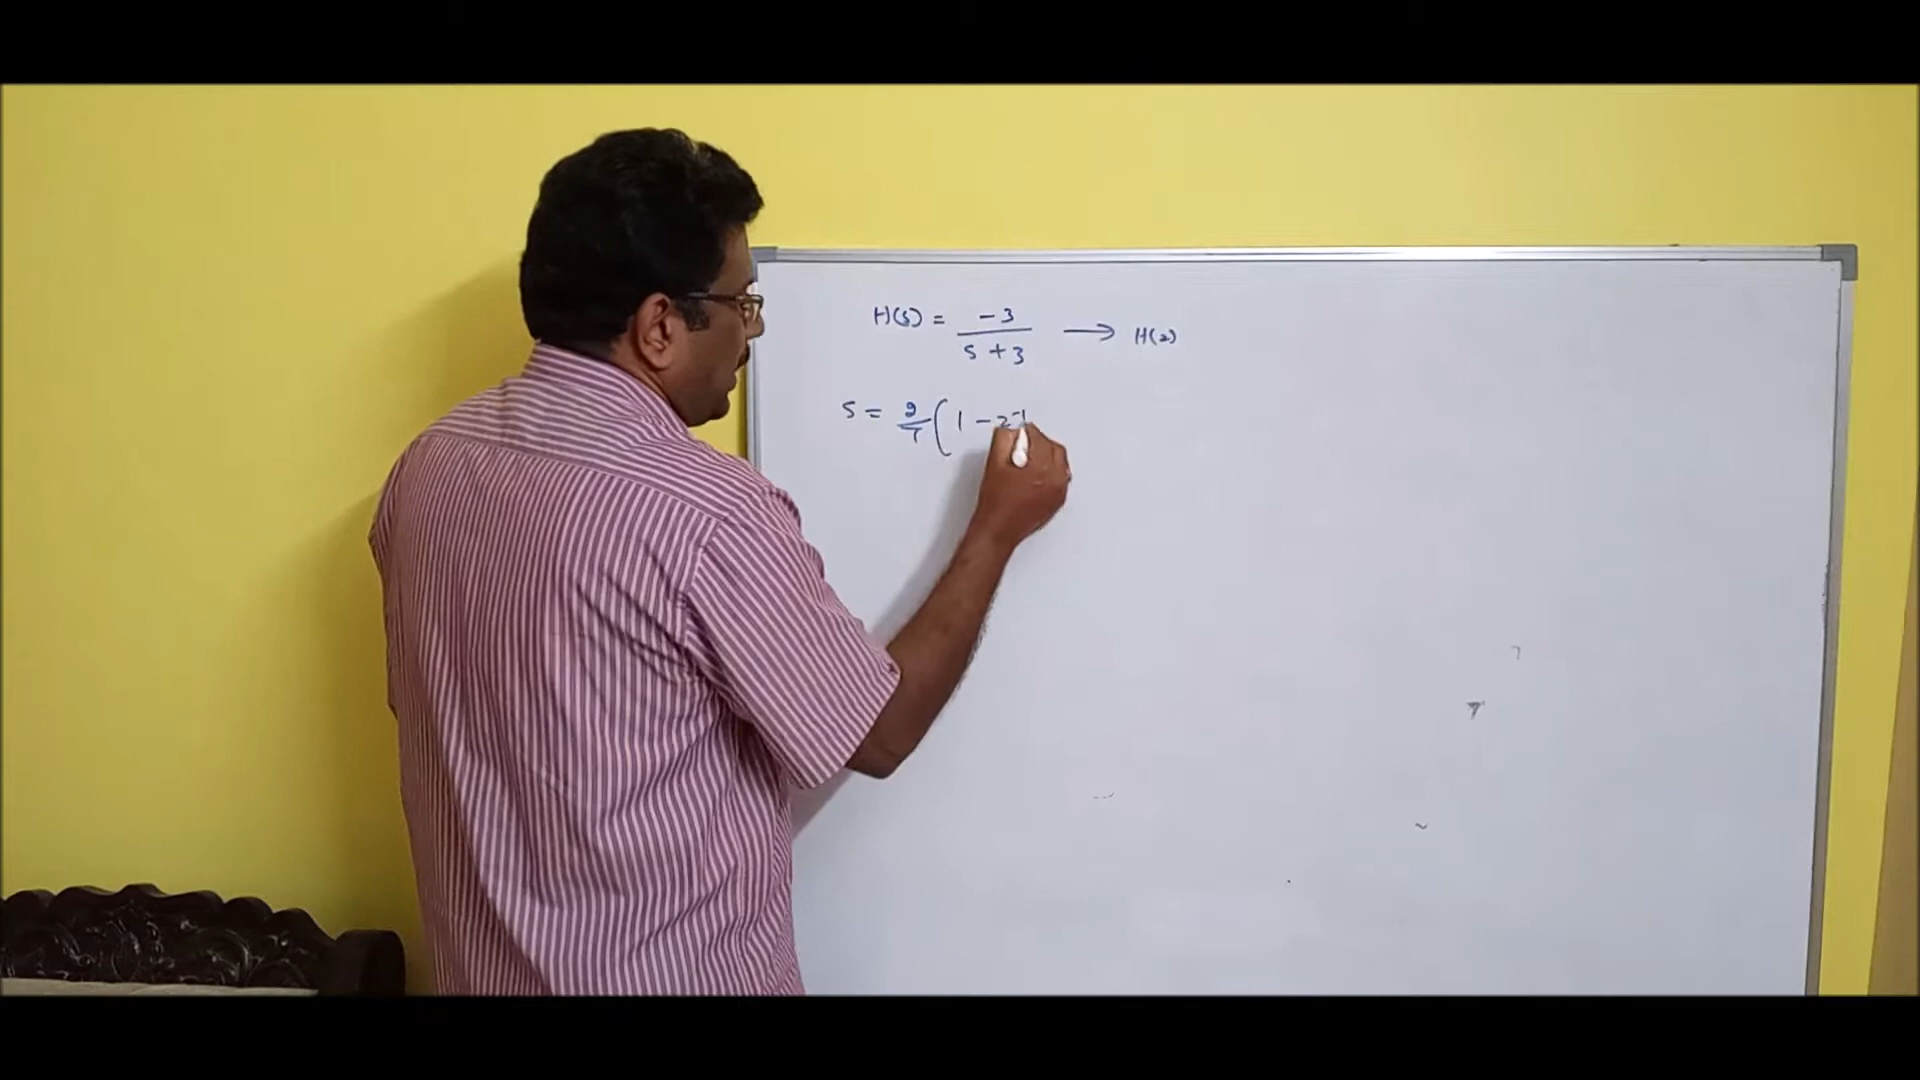 H(s) = -3 / s + 3 → H(z)
s = 2/T ( 1 - z⁻¹